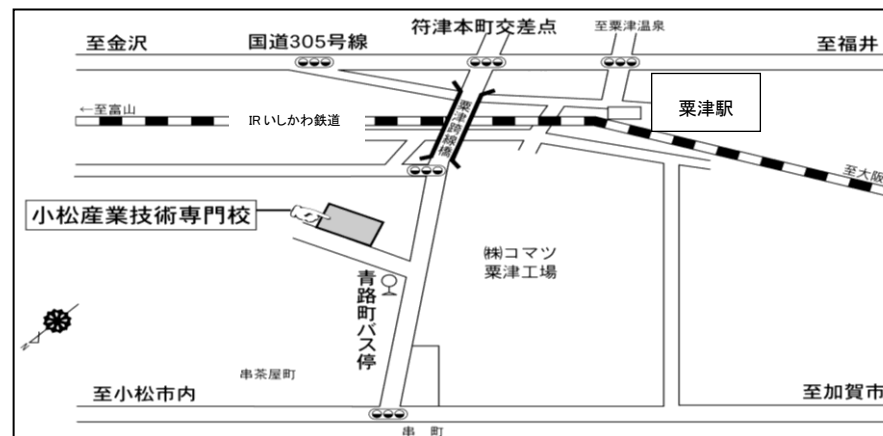 符津本町交差点
至金沢
国道305号線
至粟津温泉
至福井
←至富山
IRいしかわ鉄道
粟津跨線橋
粟津駅
至大阪
小松産業技術専門校
㈱コマツ
粟津工場
青路町バス停
N
串茶屋町
至小松市内
至加賀市
串 町